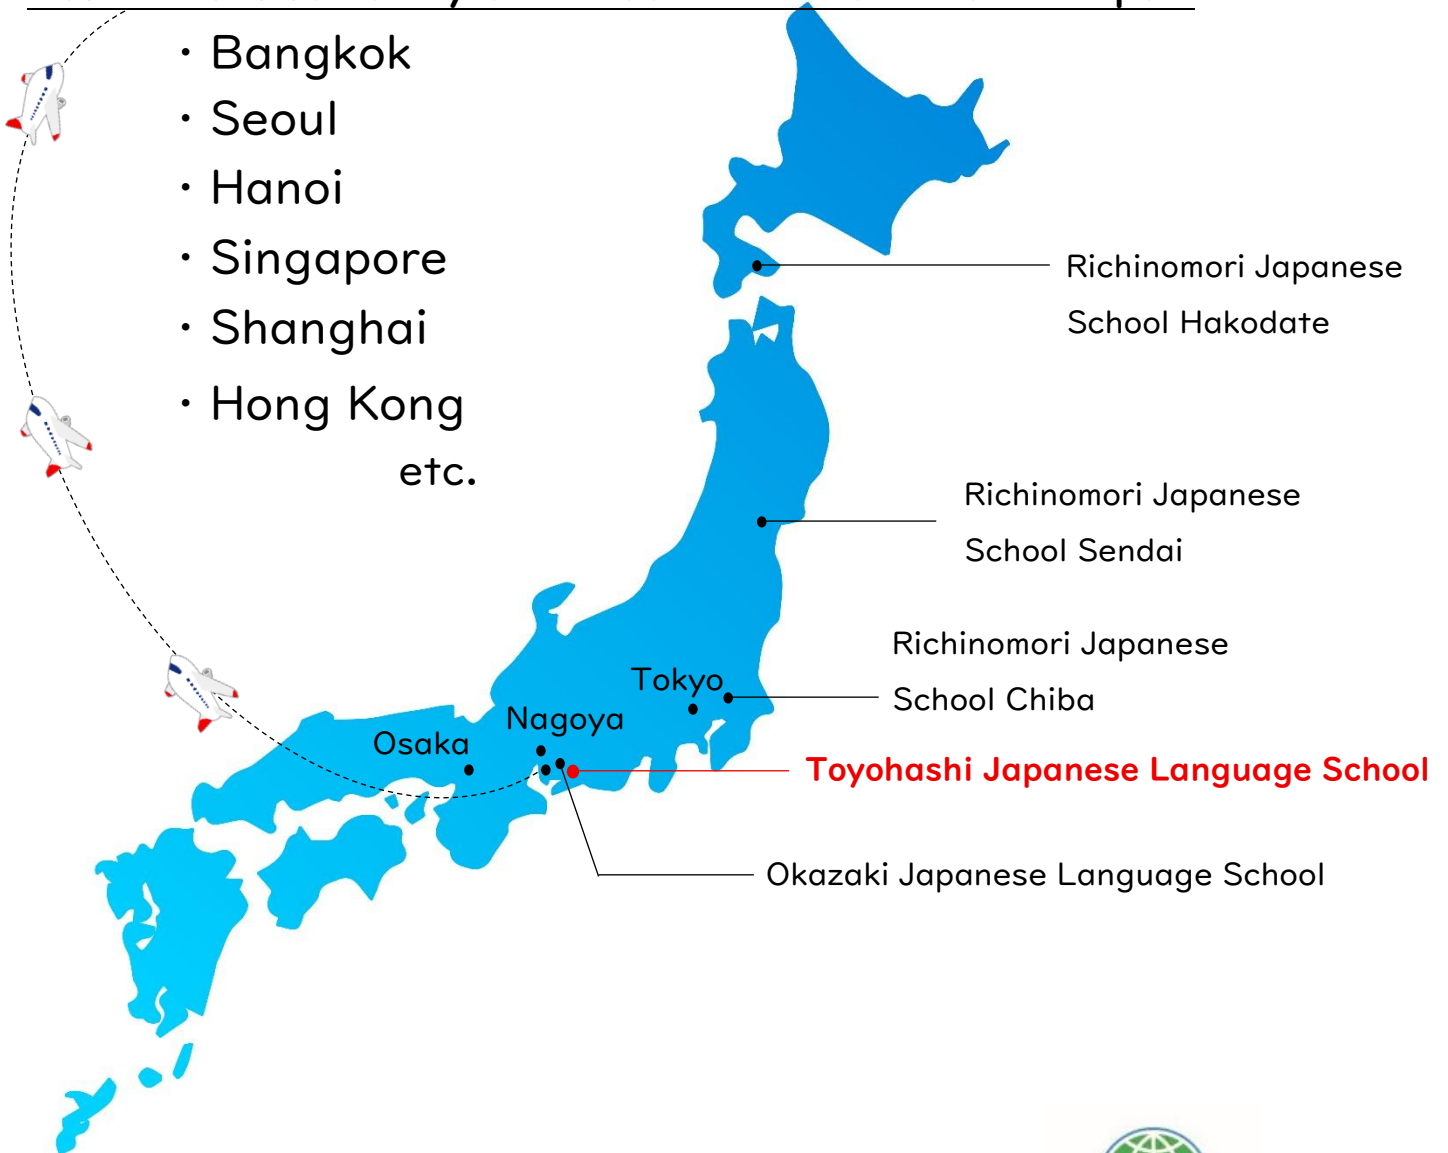 ・Bangkok
・Seoul
・Hanoi
・Singapore
・Shanghai
・Hong Kong
etc.
Richinomori Japanese
School Hakodate
Richinomori Japanese
School Sendai
Richinomori Japanese
School Chiba
Tokyo
Nagoya
Osaka
Toyohashi Japanese Language School
Okazaki Japanese Language School